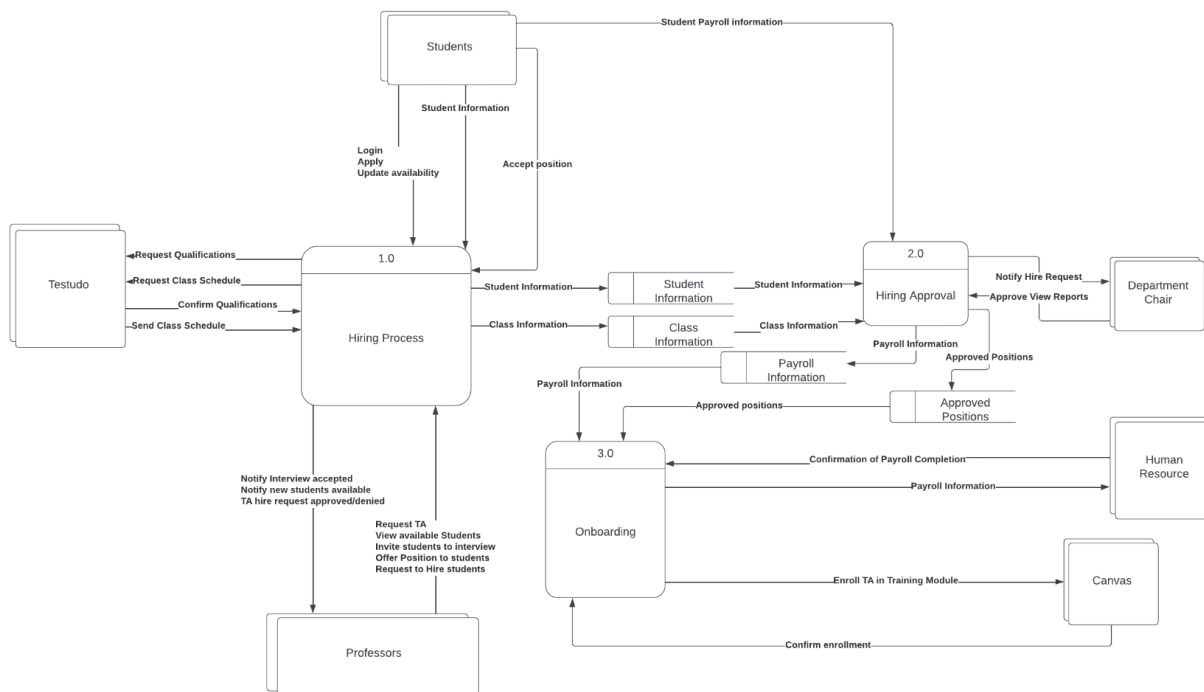 Student Payroll information
Students
Student Information
Login
Apply
Update availability
Accept position
Testudo
Request Qualifications
Request Class Schedule
Confirm Qualifications
Send Class Schedule
1.0
Hiring Process
Student Information
Student
Information
Student Information
Class Information
Class
Information
Class Information
2.0
Hiring Approval
Notify Hire Request
Approve View Reports
Department
Chair
Payroll Information
Approved Positions
Payroll
Information
Payroll Information
Approved
Positions
Approved positions
3.0
Onboarding
Confirmation of Payroll Completion
Payroll Information
Human
Resource
Enroll TA in Training Module
Canvas
Confirm enrollment
Notify Interview accepted
Notify new students available
TA hire request approved/denied
Request TA
View available Students
Invite students to interview
Offer Position to students
Request to Hire students
Professors